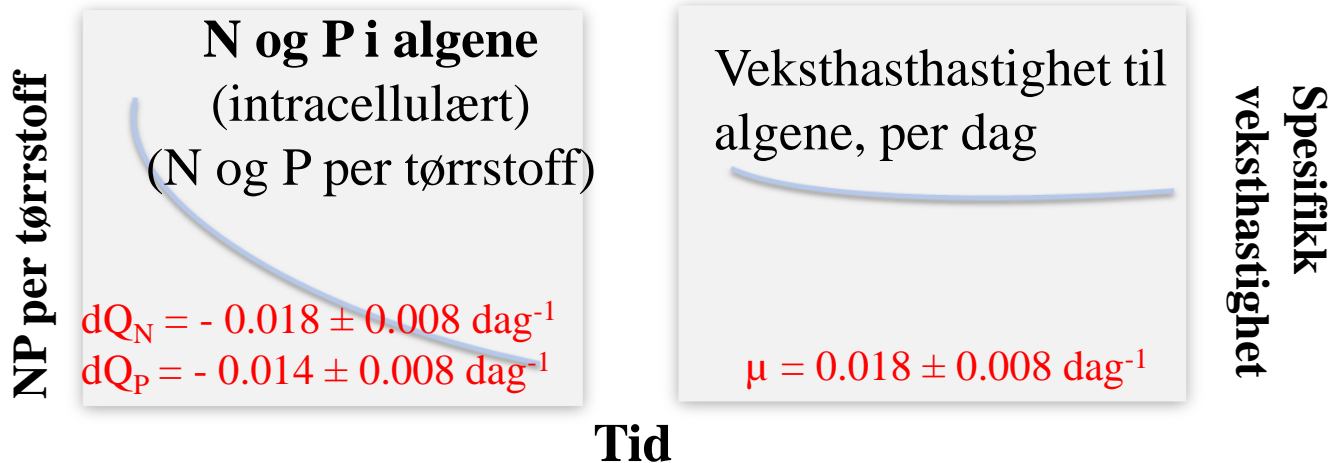 NP per tørrstoff
N og P i algene
(intracellulært)
(N og P per tørrstoff)
dQN = - 0.018 ± 0.008 dag-1
dQP = - 0.014 ± 0.008 dag-1
Veksthasthastighet til
algene, per dag
µ = 0.018 ± 0.008 dag-1
Spesifikk
veksthastighet
Tid